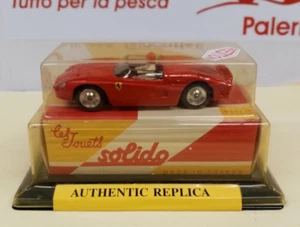 Tutto per la pesca
Paler
Les Jouets
solido
AUTHENTIC REPLICA